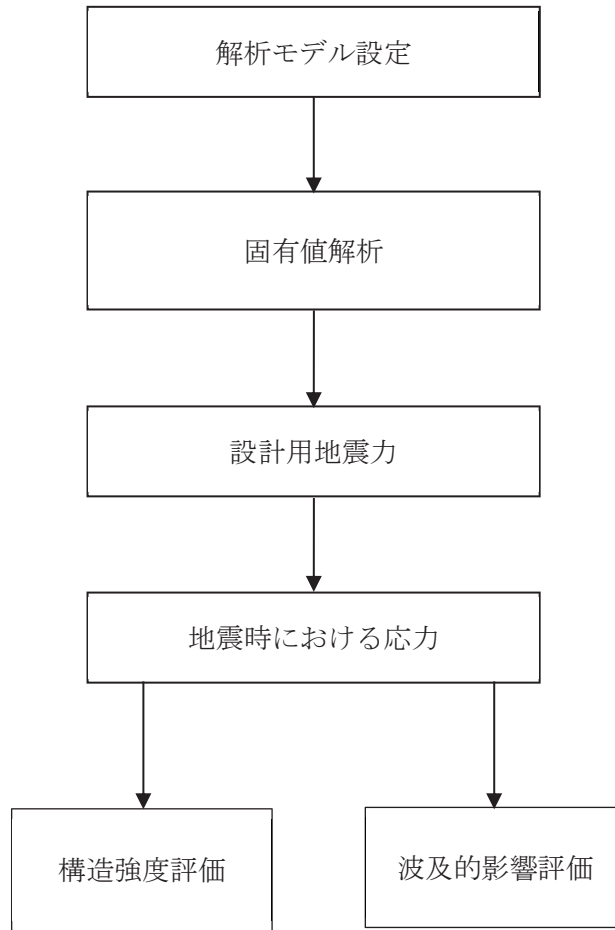 解析モデル設定
固有値解析
設計用地震力
地震時における応力
構造強度評価
波及的影響評価